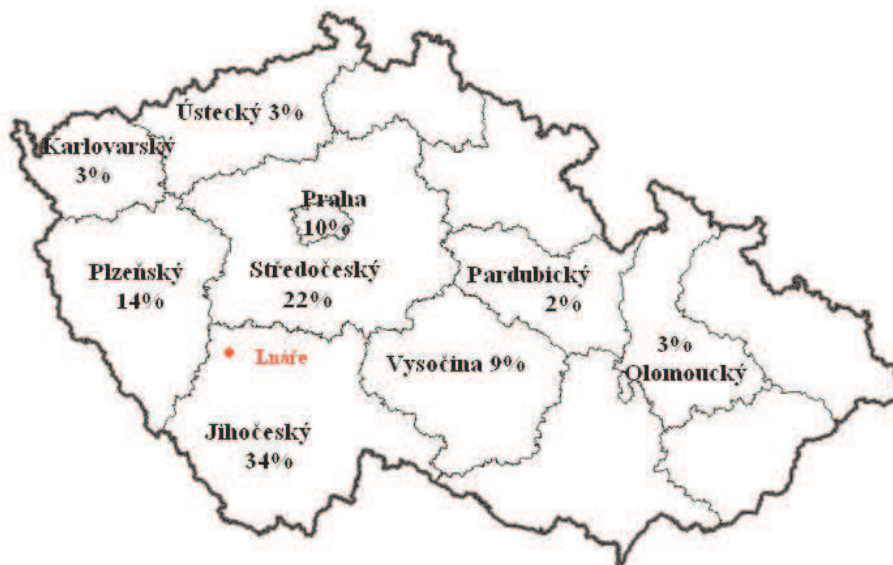 Ústecký 3%
Karlovarský
3%
Praha
10%
Plzeňský
14%
Středočeský
22%
Pardubický
2%
3%
Olomoucký
Lnáře
Vysočina 9%
Jihočeský
34%